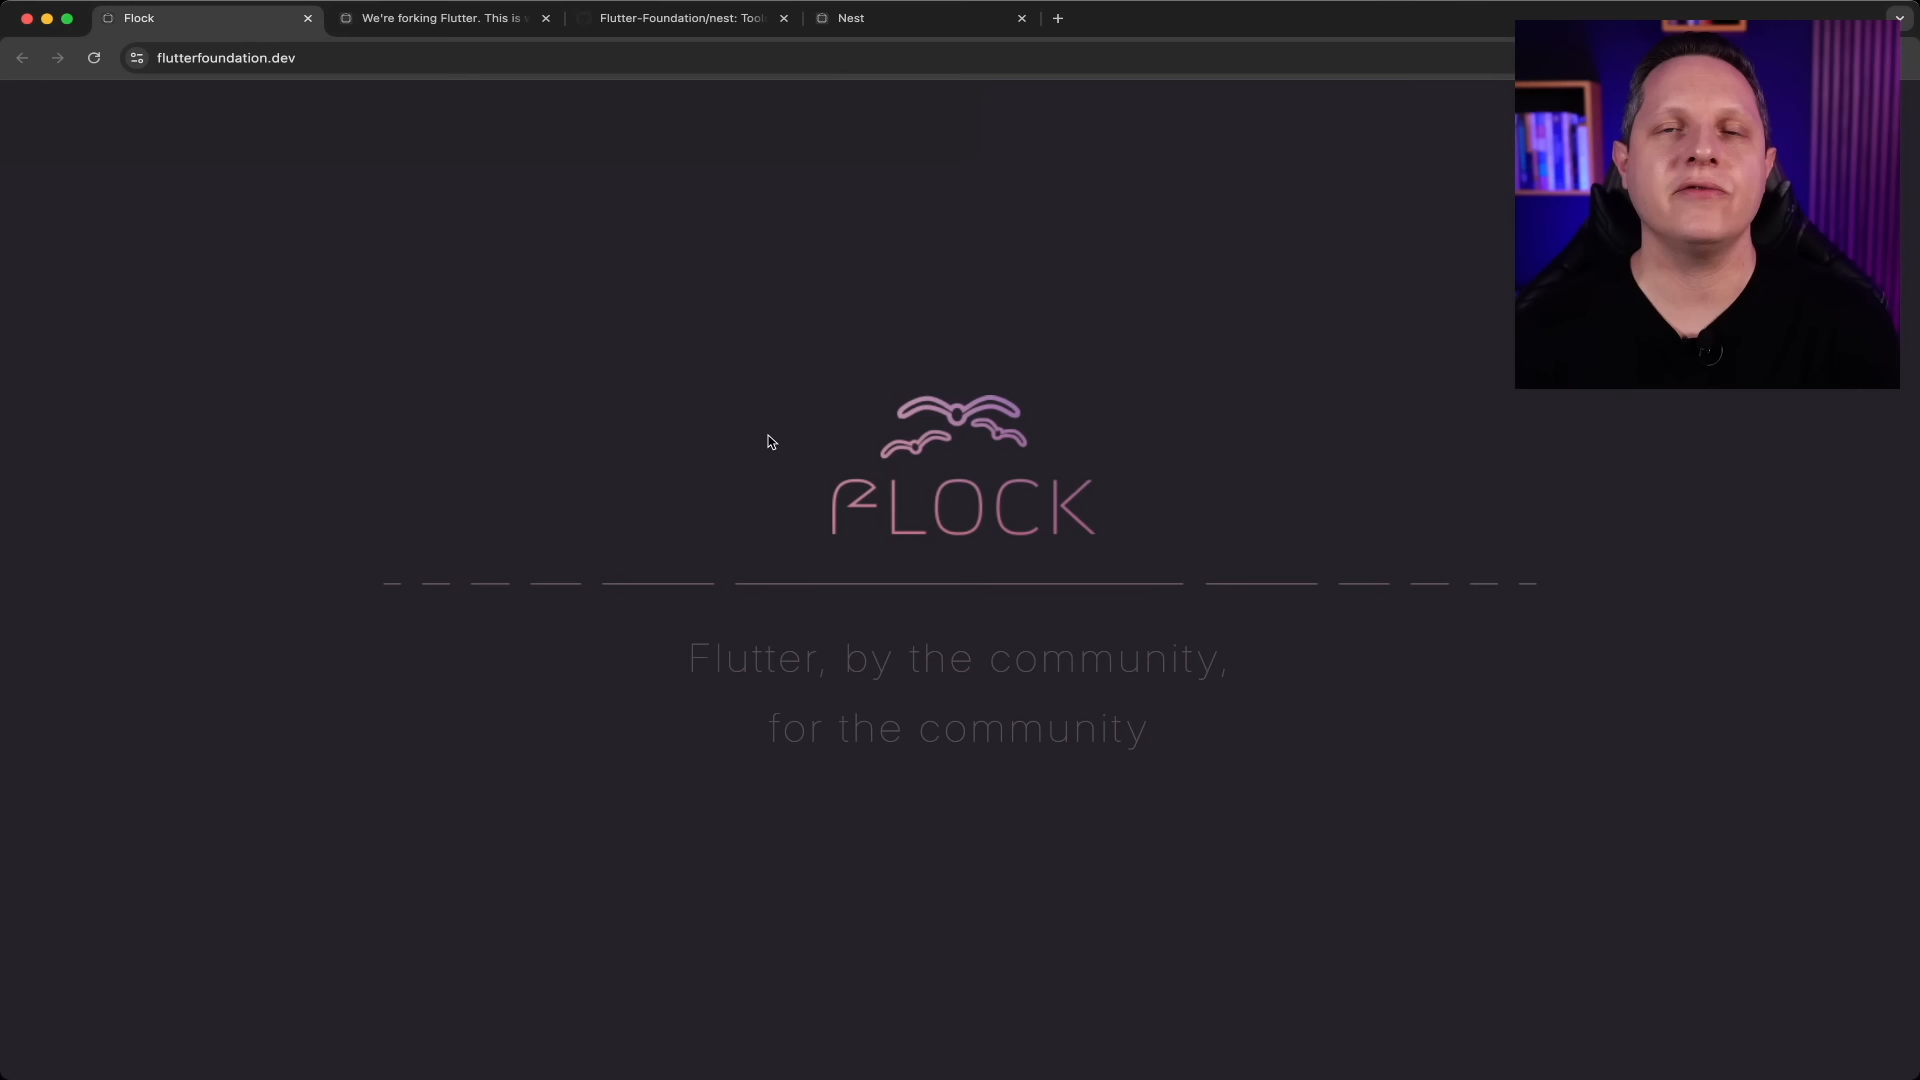 Flock
We're forking Flutter. This is
Flutter-Foundation/nest: Tool
Nest
flutterfoundation.dev
FLOCK
Flutter, by the community,
for the community